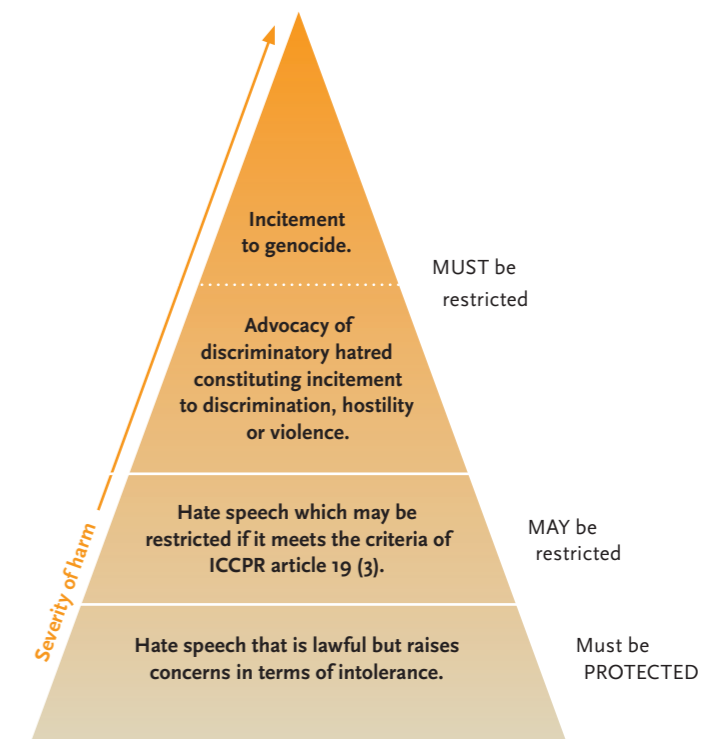 Incitement
to genocide.
MUST be
restricted
Advocacy of
discriminatory hatred
constituting incitement
to discrimination, hostility
or violence.
Hate speech which may be
restricted if it meets the criteria of
ICCPR article 19 (3).
MAY be
restricted
Severity of harm
Hate speech that is lawful but raises
concerns in terms of intolerance.
Must be
PROTECTED